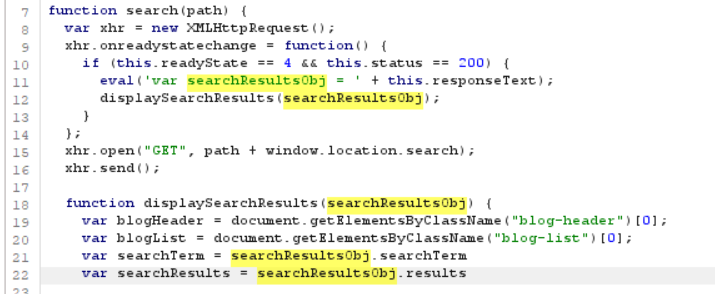 7 function search(path) {
8 var xhr = new XMLHttpRequest();
9 xhr.onreadystatechange = function() {
10 if (this.readyState == 4 && this.status == 200) {
11 eval('var searchResultsObj = ' + this.responseText);
12 displaySearchResults(searchResultsObj);
13 }
14 };
15 xhr.open("GET", path + window.location.search);
16 xhr.send();
17
18 function displaySearchResults(searchResultsObj) {
19 var blogHeader = document.getElementsByClassName("blog-header")[0];
20 var blogList = document.getElementsByClassName("blog-list")[0];
21 var searchTerm = searchResultsObj.searchTerm
22 var searchResults = searchResultsObj.results
23